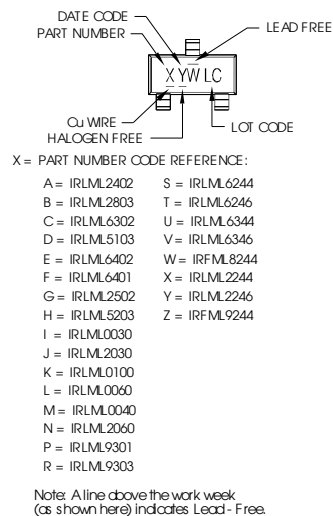 DATE CODE
PART NUMBER
LEAD FREE
X YW LC
Cu WIRE
HALOGEN FREE
LOT CODE
X = PART NUMBER CODE REFERENCE:
A = IRLML2402 S = IRLML6244
B = IRLML2803 T = IRLML6246
C = IRLML6302 U = IRLML6344
D = IRLML5103 V = IRLML6346
E = IRLML6402 W = IRFML8244
F = IRLML6401 X = IRLML2244
G = IRLML2502 Y = IRLML2246
H = IRLML5203 Z = IRFML9244
I = IRLML0030
J = IRLML2030
K = IRLML0100
L = IRLML0060
M = IRLML0040
N = IRLML2060
P = IRLML9301
R = IRLML9303
Note: A line above the work week
(as shown here) indicates Lead - Free.